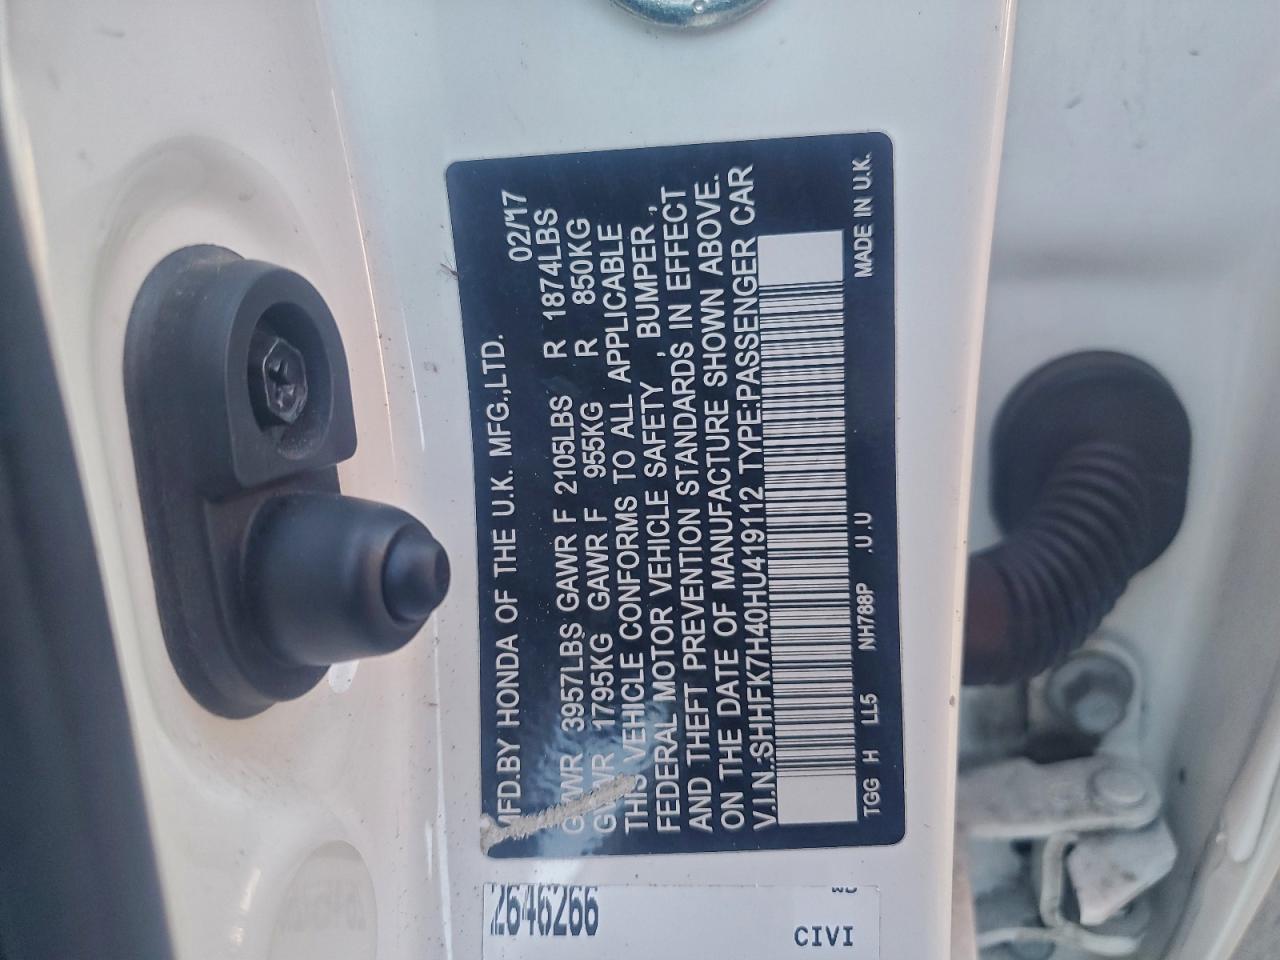 MFD.BY HONDA OF THE U.K. MFG.,LTD. 02/17
GVWR 3957LBS GAWR F 2105LBS R 1874LBS
GVWR 1795KG GAWR F 955KG R 850KG
THIS VEHICLE CONFORMS TO ALL APPLICABLE
FEDERAL MOTOR VEHICLE SAFETY , BUMPER ,
AND THEFT PREVENTION STANDARDS IN EFFECT
ON THE DATE OF MANUFACTURE SHOWN ABOVE.
V.I.N.:SHHFK7H40HU419112 TYPE:PASSENGER CAR
TGG H LL5 NH788P .U.U MADE IN U.K.
2646266
CIVI